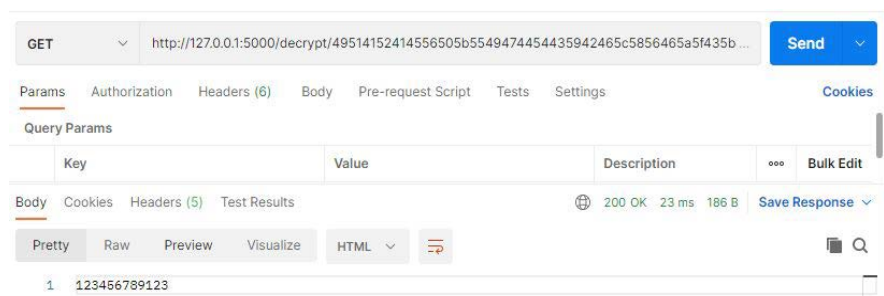 GET http://127.0.0.1:5000/decrypt/49514152414556505b5549474454435942465c5856465a5f435b ... Send
Params Authorization Headers (6) Body Pre-request Script Tests Settings Cookies
Query Params
Key Value Description ooo Bulk Edit
Body Cookies Headers (5) Test Results 200 OK 23 ms 186 B Save Response
Pretty Raw Preview Visualize HTML
1 123456789123